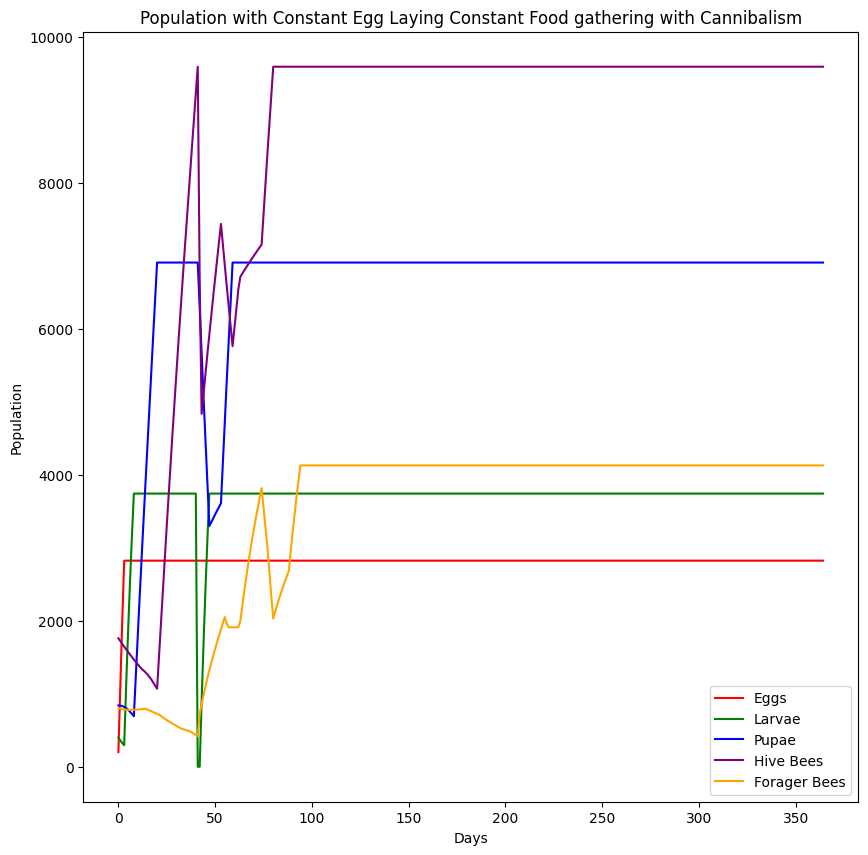 Population with Constant Egg Laying Constant Food gathering with Cannibalism
10000
8000
6000
4000
2000
0
Population
0 50 100 150 200 250 300 350
Days
Eggs
Larvae
Pupae
Hive Bees
Forager Bees